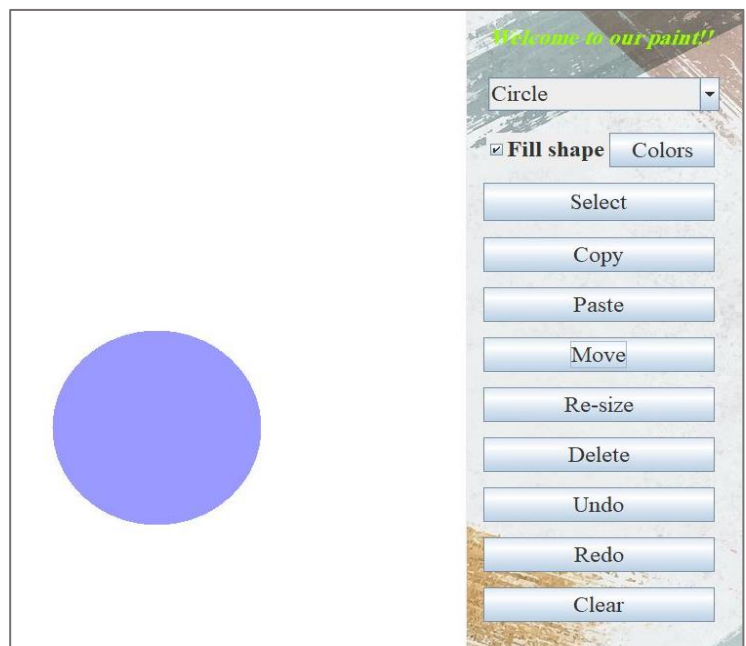 Welcome to our paint!!
Circle
Fill shape Colors
Select
Copy
Paste
Move
Re-size
Delete
Undo
Redo
Clear